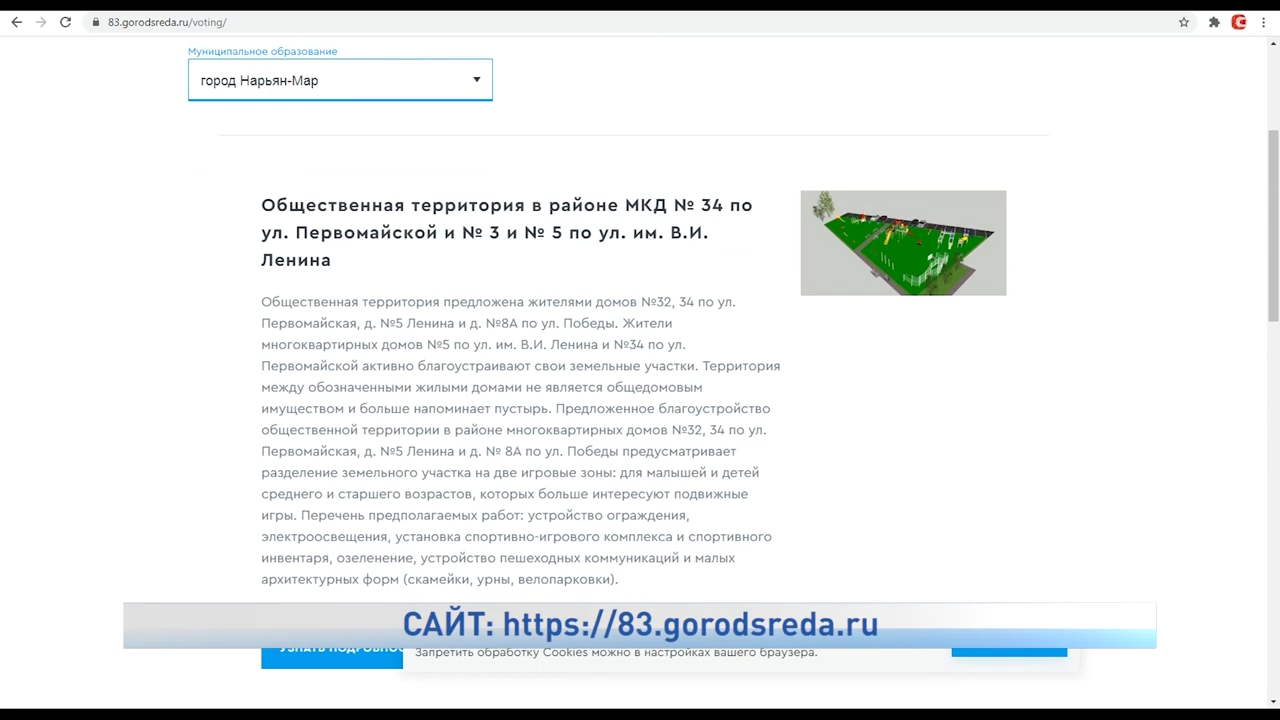 83.gorodsreda.ru/voting/
Муниципальное образование
город Нарьян-Мар
Общественная территория в районе МКД № 34 по
ул. Первомайской и № 3 и № 5 по ул. им. В.И.
Ленина
Общественная территория предложена жителями домов №32, 34 по ул.
Первомайская, д. №5 Ленина и д. №8А по ул. Победы. Жители
многоквартирных домов №5 по ул. им. В.И. Ленина и №34 по ул.
Первомайской активно благоустраивают свои земельные участки. Территория
между обозначенными жилыми домами не является общедомовым
имуществом и больше напоминает пустырь. Предложенное благоустройство
общественной территории в районе многоквартирных домов №32, 34 по ул.
Первомайская, д. №5 Ленина и д. № 8А по ул. Победы предусматривает
разделение земельного участка на две игровые зоны: для малышей и детей
среднего и старшего возрастов, которых больше интересуют подвижные
игры. Перечень предполагаемых работ: устройство ограждения,
электроосвещения, установка спортивно-игрового комплекса и спортивного
инвентаря, озеленение, устройство пешеходных коммуникаций и малых
архитектурных форм (скамейки, урны, велопарковки).
САЙТ: https://83.gorodsreda.ru
УЗНАТЬ ПОДРОБНОС
Запретить обработку Cookies можно в настройках вашего браузера.